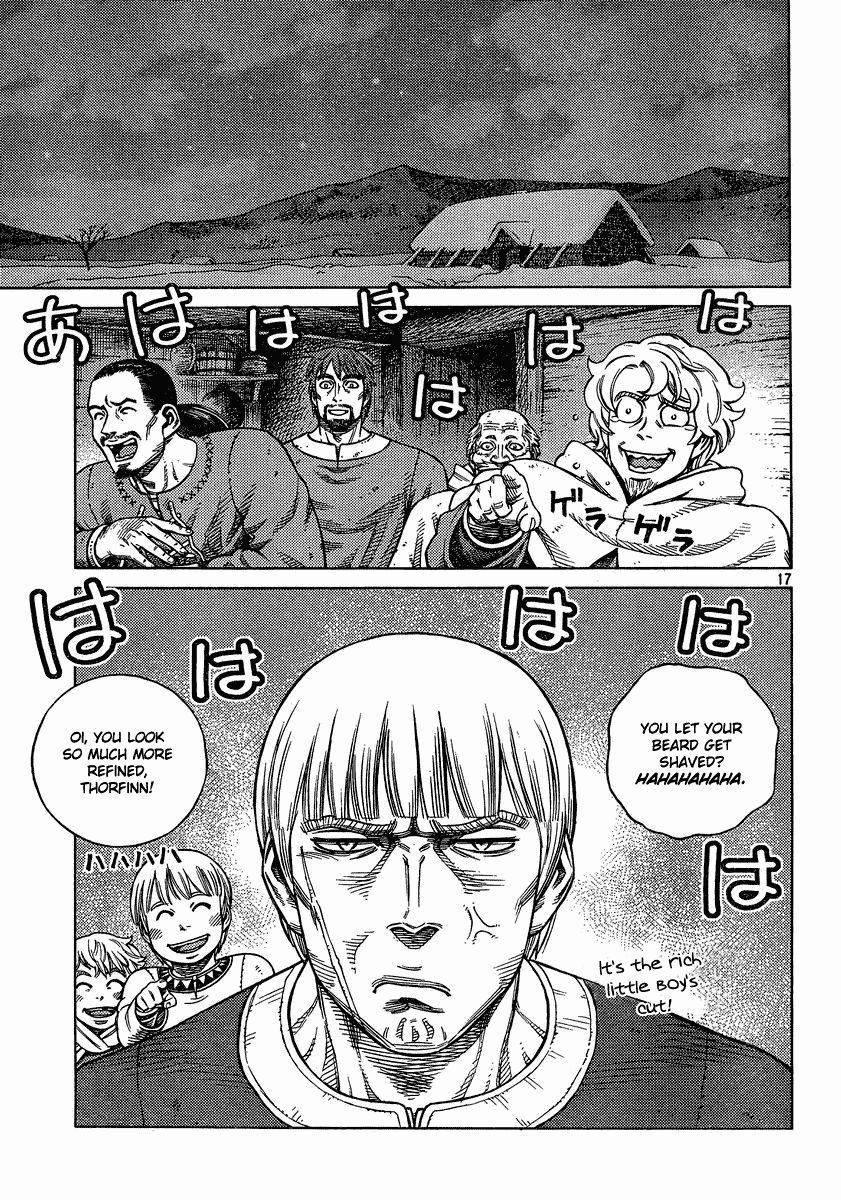 あはははははは
ゲラゲラ
17
はははは
YOU LET YOUR
BEARD GET
SHAVED?
HAHAHAHAHA.
OI, YOU LOOK
SO MUCH MORE
REFINED,
THORFINN!
ハハハハ
は
It's the rich
little BOY's
cut!